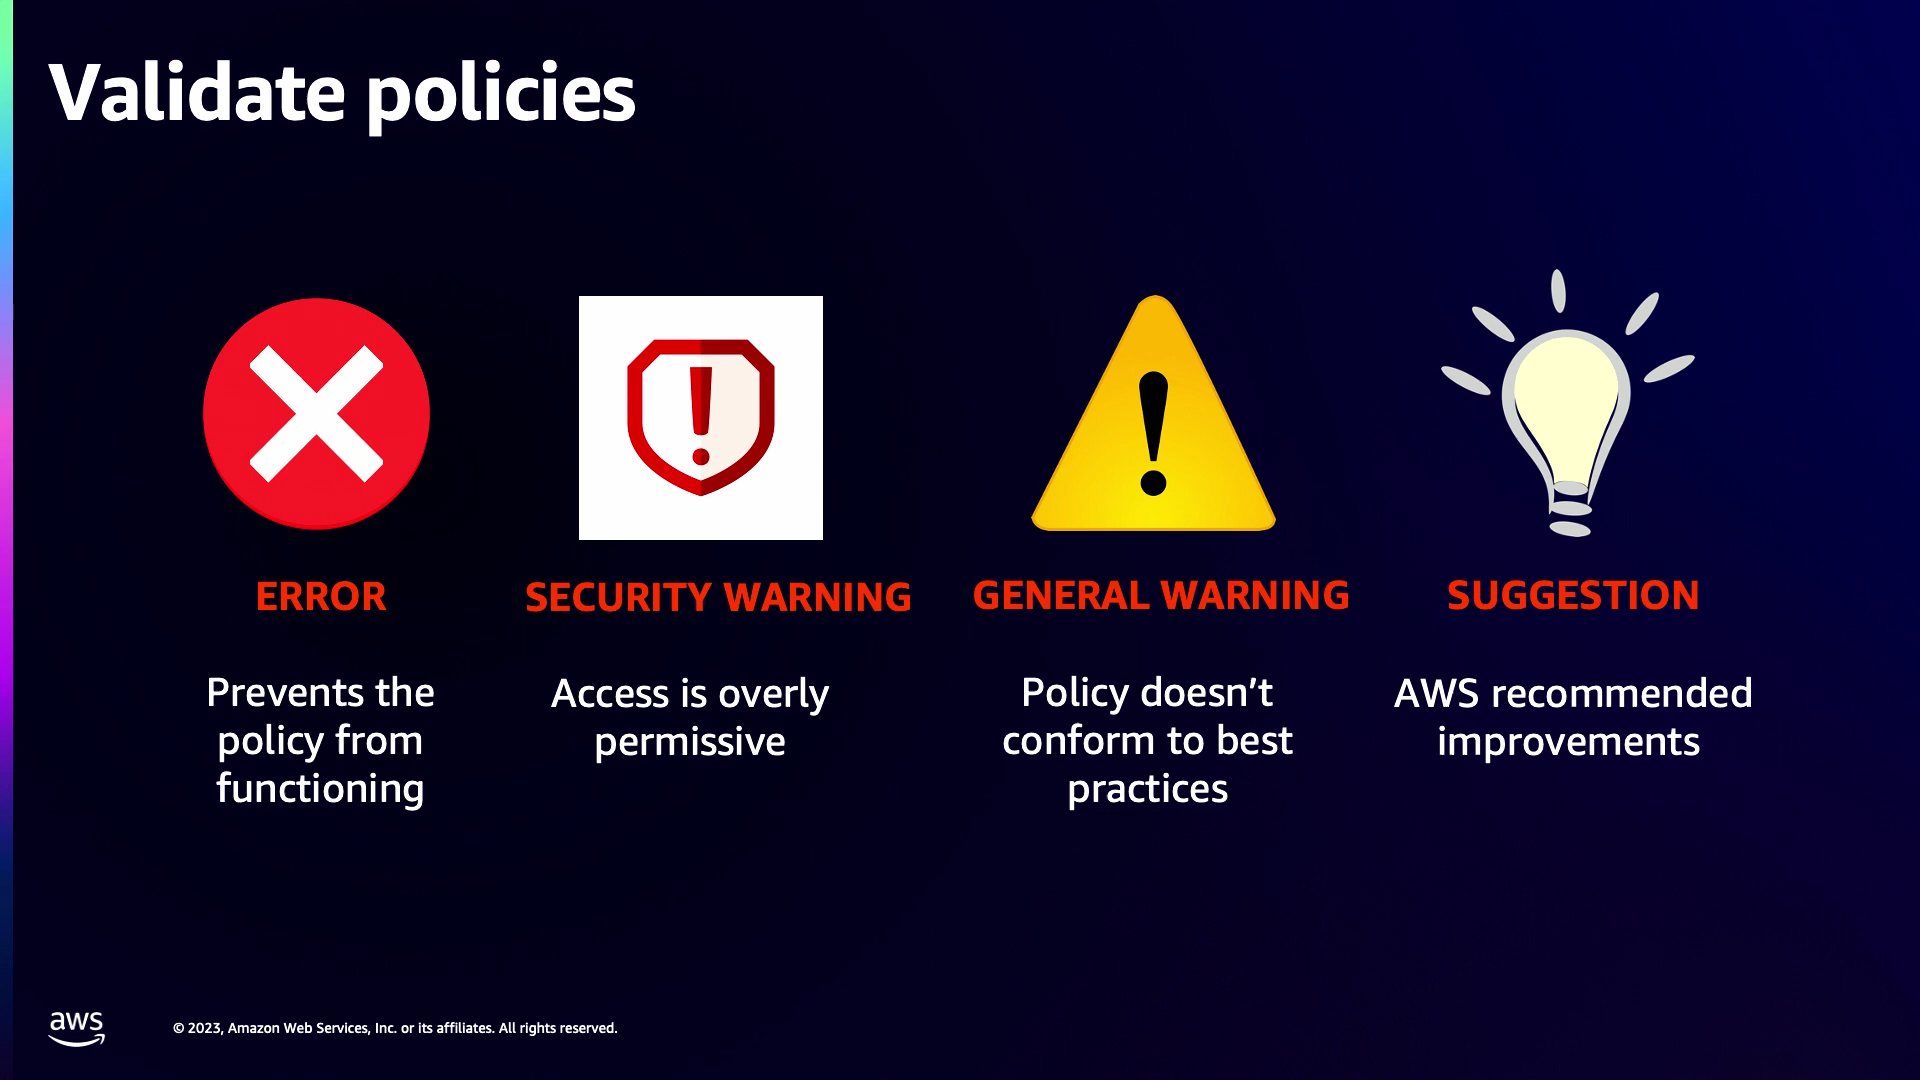 Validate policies
ERROR
Prevents the
policy from
functioning
SECURITY WARNING
Access is overly
permissive
GENERAL WARNING
Policy doesn’t
conform to best
practices
SUGGESTION
AWS recommended
improvements
aws
© 2023, Amazon Web Services, Inc. or its affiliates. All rights reserved.